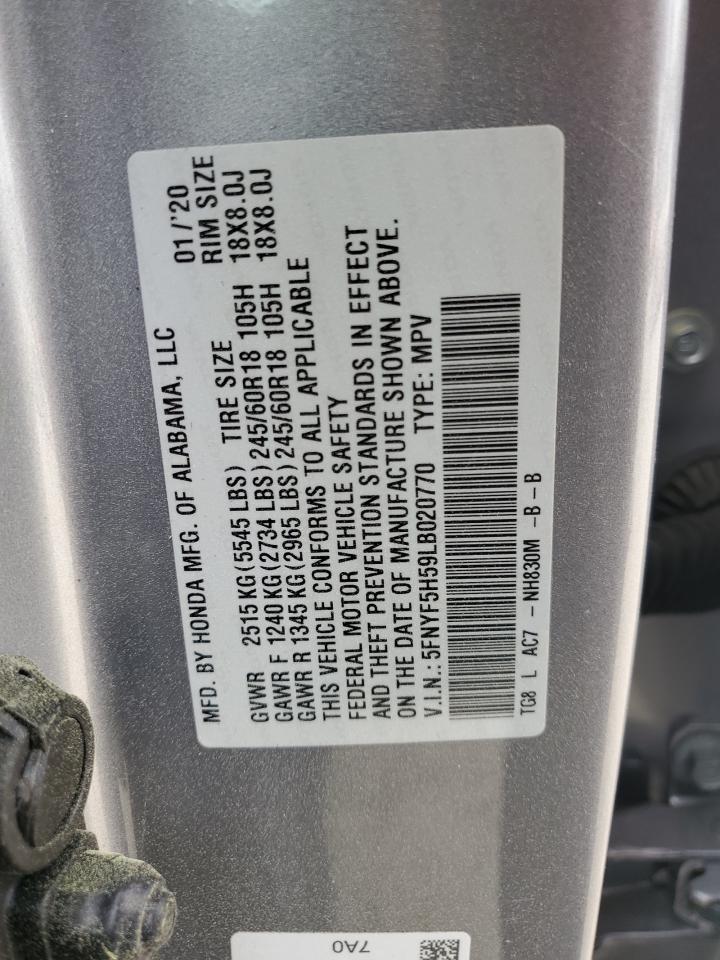 MFD. BY HONDA MFG. OF ALABAMA, LLC 01/'20
GVWR 2515 KG(5545 LBS) TIRE SIZE RIM SIZE
GAWR F 1240 KG(2734 LBS)245/60R18 105H 18X8.0J
GAWR R 1345 KG(2965 LBS)245/60R18 105H 18X8.0J
THIS VEHICLE CONFORMS TO ALL APPLICABLE
FEDERAL MOTOR VEHICLE SAFETY
AND THEFT PREVENTION STANDARDS IN EFFECT
ON THE DATE OF MANUFACTURE SHOWN ABOVE.
V.I.N.: 5FNYF5H59LB020770 TYPE: MPV
TG8 L AC7 - NH830M -B-B
7A0